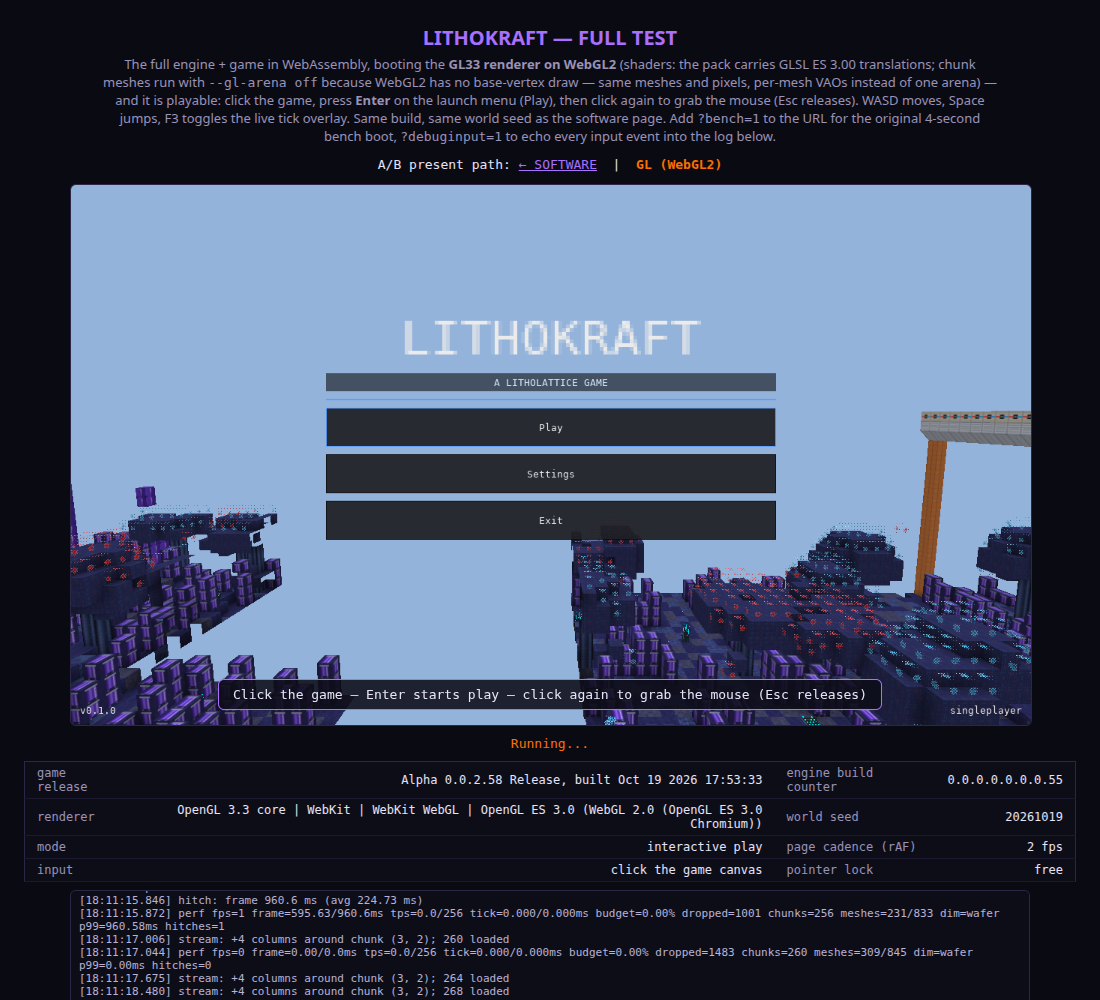 LITHOKRAFT — FULL TEST
The full engine + game in WebAssembly, booting the GL33 renderer on WebGL2 (shaders: the pack carries GLSL ES 3.00 translations; chunk
meshes run with --gl-arena off because WebGL2 has no base-vertex draw — same meshes and pixels, per-mesh VAOs instead of one arena) —
and it is playable: click the game, press Enter on the launch menu (Play), then click again to grab the mouse (Esc releases). WASD moves, Space
jumps, F3 toggles the live tick overlay. Same build, same world seed as the software page. Add ?bench=1 to the URL for the original 4-second
bench boot, ?debuginput=1 to echo every input event into the log below.
A/B present path: ← SOFTWARE | GL (WebGL2)
LITHOKRAFT
A LITHOLATTICE GAME
Play
Settings
Exit
Click the game — Enter starts play — click again to grab the mouse (Esc releases)
v0.1.0
singleplayer
Running...
game release
Alpha 0.0.2.58 Release, built Oct 19 2026 17:53:33
engine build counter
0.0.0.0.0.0.0.55
renderer
OpenGL 3.3 core | WebKit | WebKit WebGL | OpenGL ES 3.0 (WebGL 2.0 (OpenGL ES 3.0
Chromium))
world seed
20261019
mode
interactive play
page cadence (rAF)
2 fps
input
click the game canvas
pointer lock
free
[18:11:15.846] hitch: frame 960.6 ms (avg 224.73 ms)
[18:11:15.872] perf fps=1 frame=595.63/960.6ms tps=0.0/256 tick=0.000/0.000ms budget=0.00% dropped=1001 chunks=256 meshes=231/833 dim=wafer
p99=960.58ms hitches=1
[18:11:17.006] stream: +4 columns around chunk (3, 2); 260 loaded
[18:11:17.044] perf fps=0 frame=0.00/0.0ms tps=0.0/256 tick=0.000/0.000ms budget=0.00% dropped=1483 chunks=260 meshes=309/845 dim=wafer
p99=0.00ms hitches=0
[18:11:17.675] stream: +4 columns around chunk (3, 2); 264 loaded
[18:11:18.480] stream: +4 columns around chunk (3, 2); 268 loaded